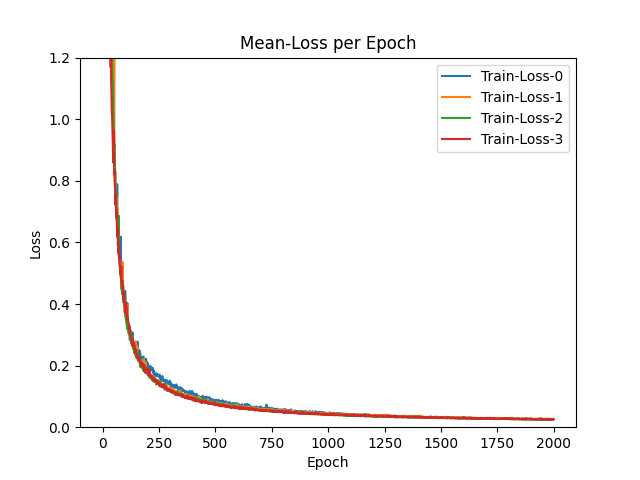 Mean-Loss per Epoch
Train-Loss-0
Train-Loss-1
Train-Loss-2
Train-Loss-3
Loss
1.2
1.0
0.8
0.6
0.4
0.2
0.0
0 250 500 750 1000 1250 1500 1750 2000
Epoch